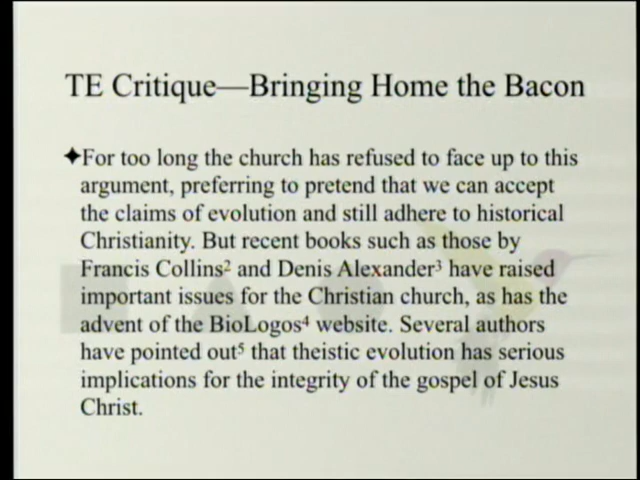 TE Critique—Bringing Home the Bacon
✦For too long the church has refused to face up to this
argument, preferring to pretend that we can accept
the claims of evolution and still adhere to historical
Christianity. But recent books such as those by
Francis Collins² and Denis Alexander³ have raised
important issues for the Christian church, as has the
advent of the BioLogos⁴ website. Several authors
have pointed out⁵ that theistic evolution has serious
implications for the integrity of the gospel of Jesus
Christ.